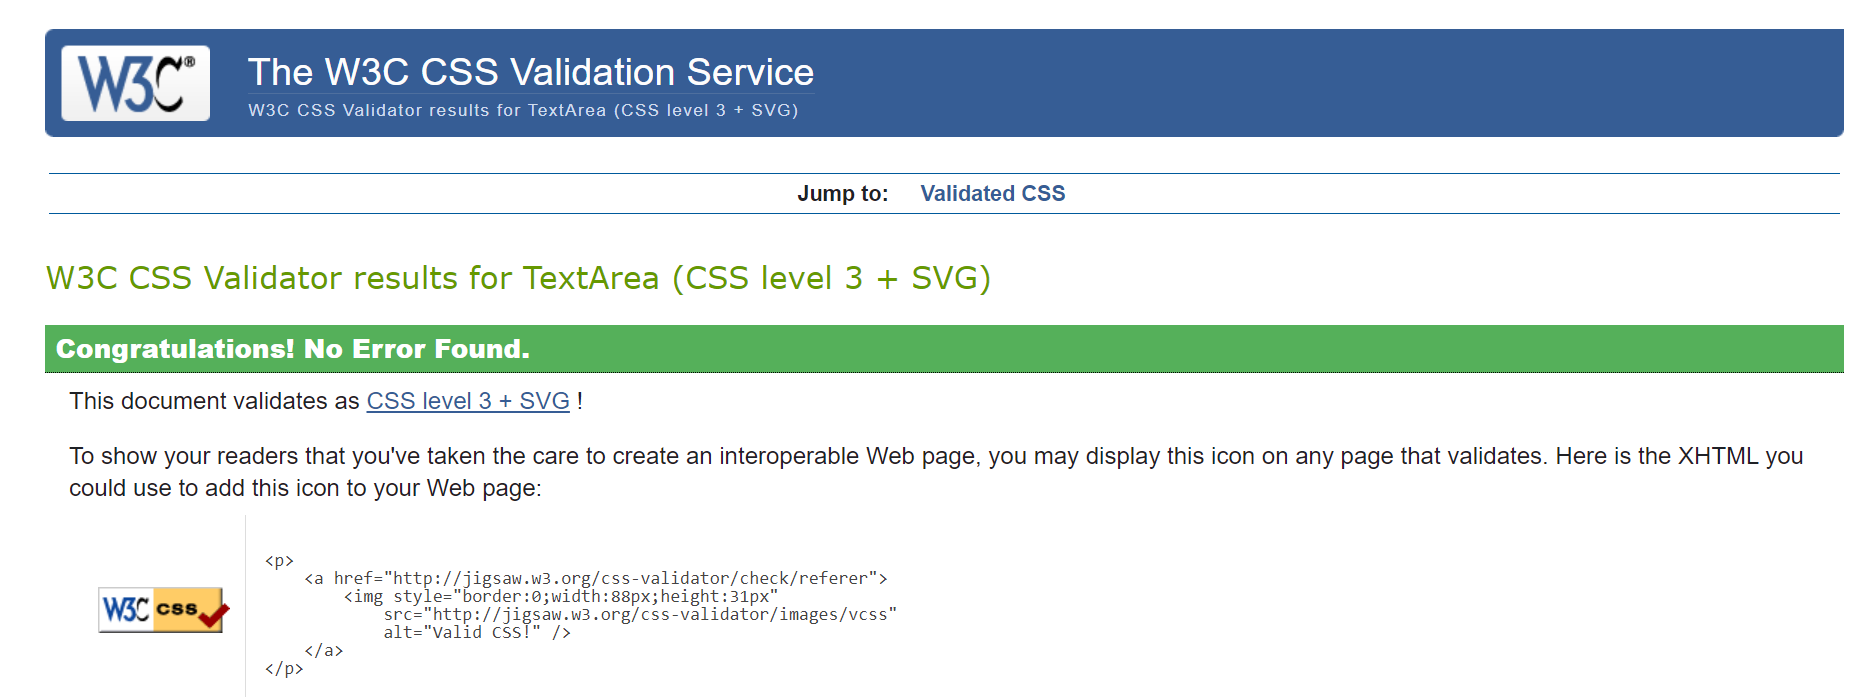 W3C®
The W3C CSS Validation Service
W3C CSS Validator results for TextArea (CSS level 3 + SVG)
Jump to: Validated CSS
W3C CSS Validator results for TextArea (CSS level 3 + SVG)
Congratulations! No Error Found.
This document validates as CSS level 3 + SVG !
To show your readers that you've taken the care to create an interoperable Web page, you may display this icon on any page that validates. Here is the XHTML you
could use to add this icon to your Web page:
W3C css
<p>
    <a href="http://jigsaw.w3.org/css-validator/check/referer">
        <img style="border:0;width:88px;height:31px"
            src="http://jigsaw.w3.org/css-validator/images/vcss"
            alt="Valid CSS!" />
    </a>
</p>